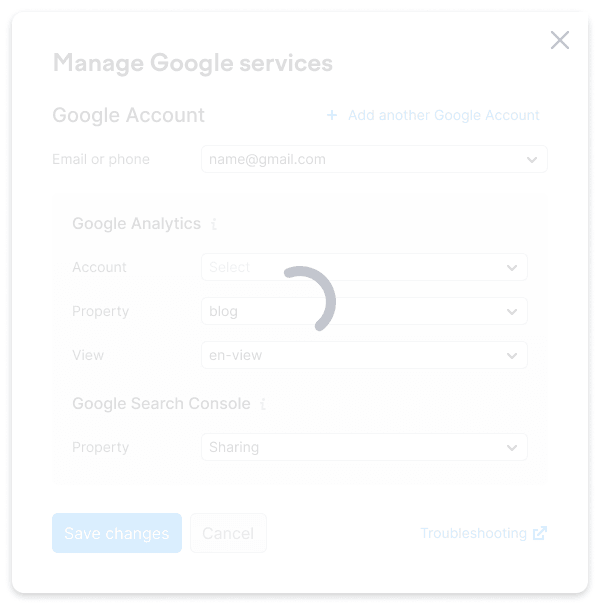 Manage Google services
Google Account
+ Add another Google Account
Email or phone
name@gmail.com
Google Analytics i
Account
Select
Property
blog
View
en-view
Google Search Console i
Property
Sharing
Save changes
Cancel
Troubleshooting